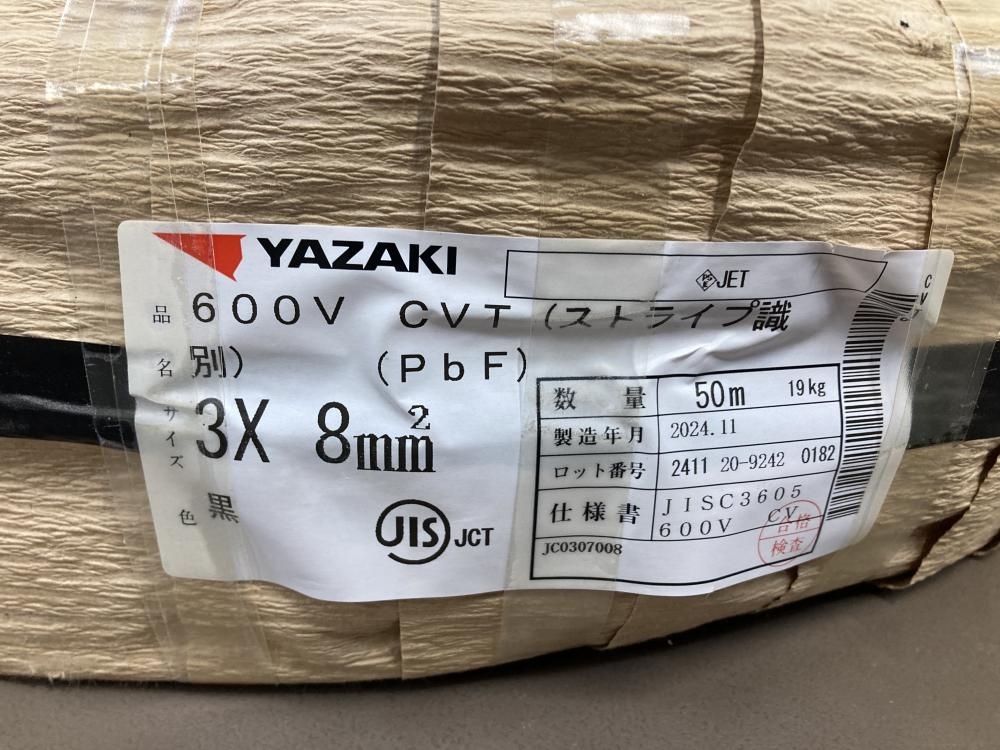 YAZAKI
PS E JET
品名 600V CVT (ストライプ識
別) (PbF)
サイズ 3X 8mm²
色 黒
JIS JCT
数量 50m 19kg
製造年月 2024.11
ロット番号 2411 20-9242 0182
仕様書 JISC3605
600V CV
JC0307008
合格
検査